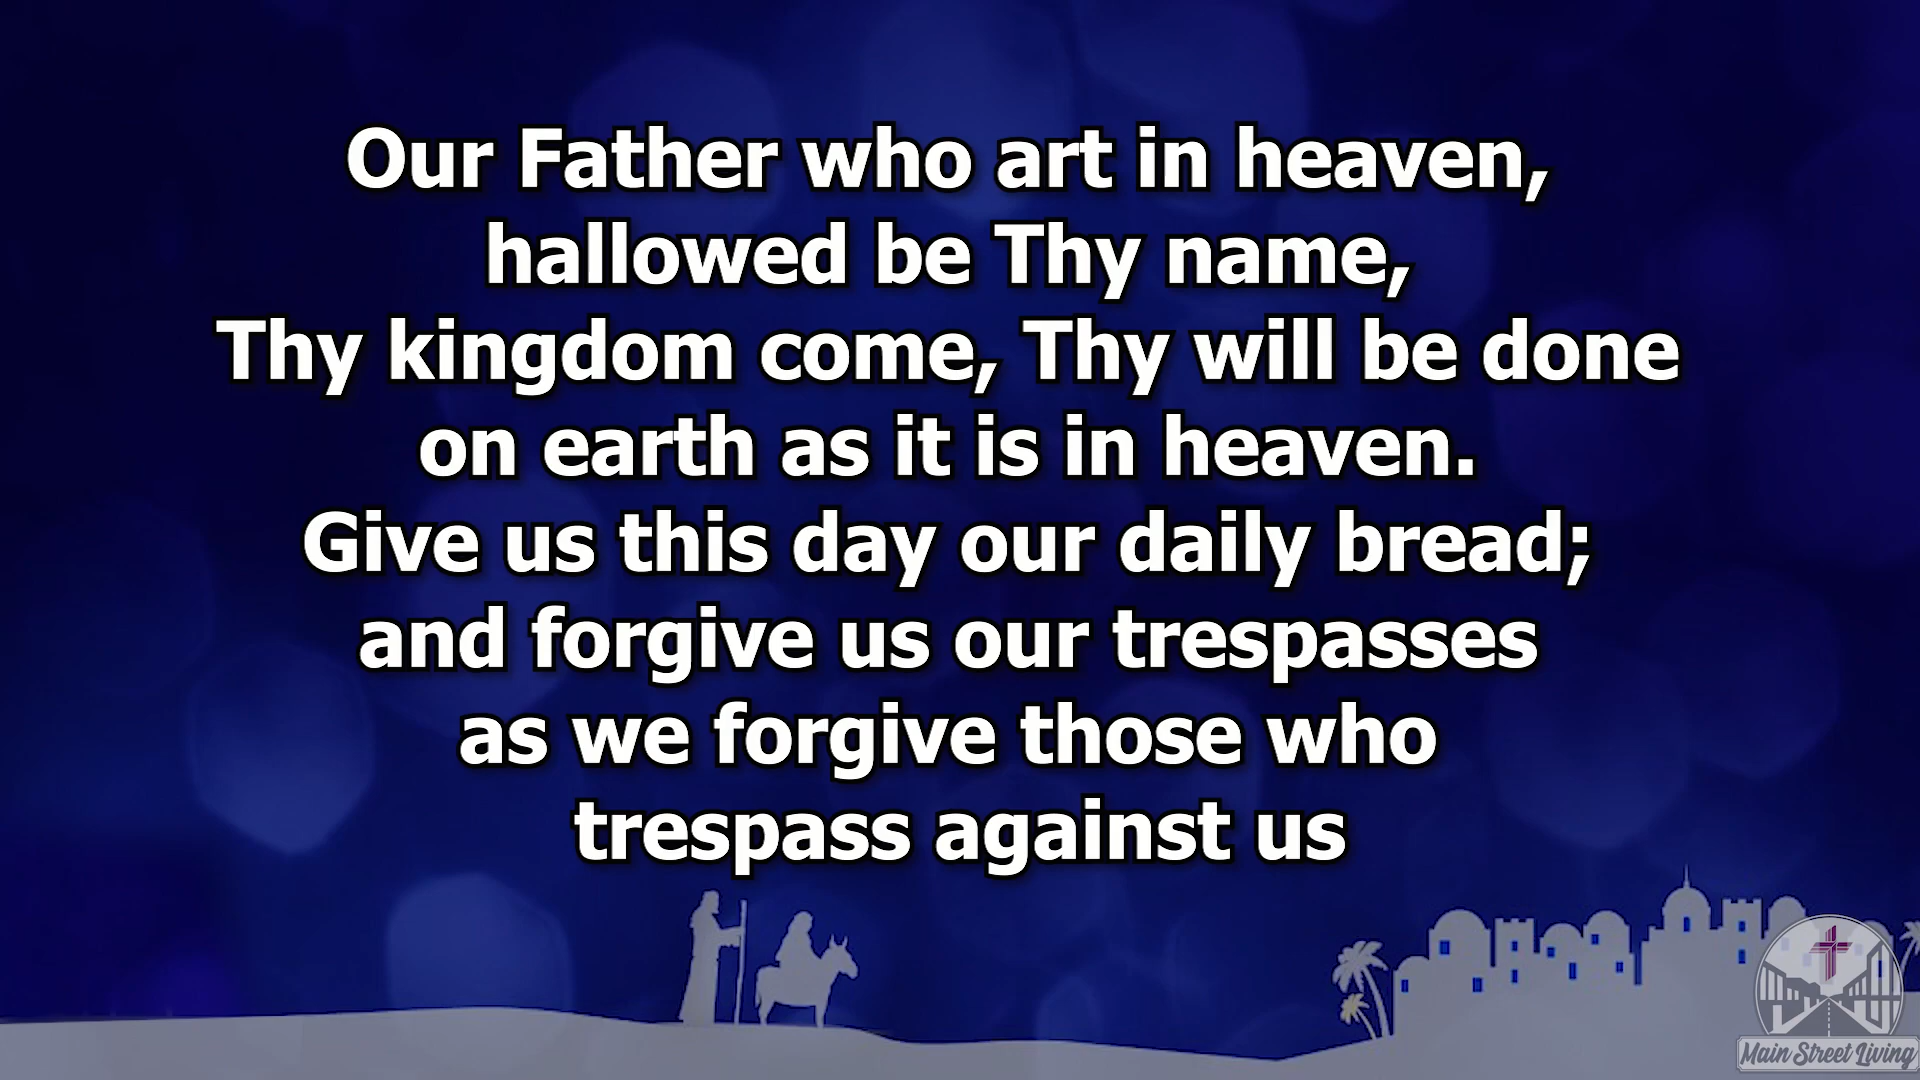 Our Father who art in heaven,
hallowed be Thy name,
Thy kingdom come, Thy will be done
on earth as it is in heaven.
Give us this day our daily bread;
and forgive us our trespasses
as we forgive those who
trespass against us
Main Street Living